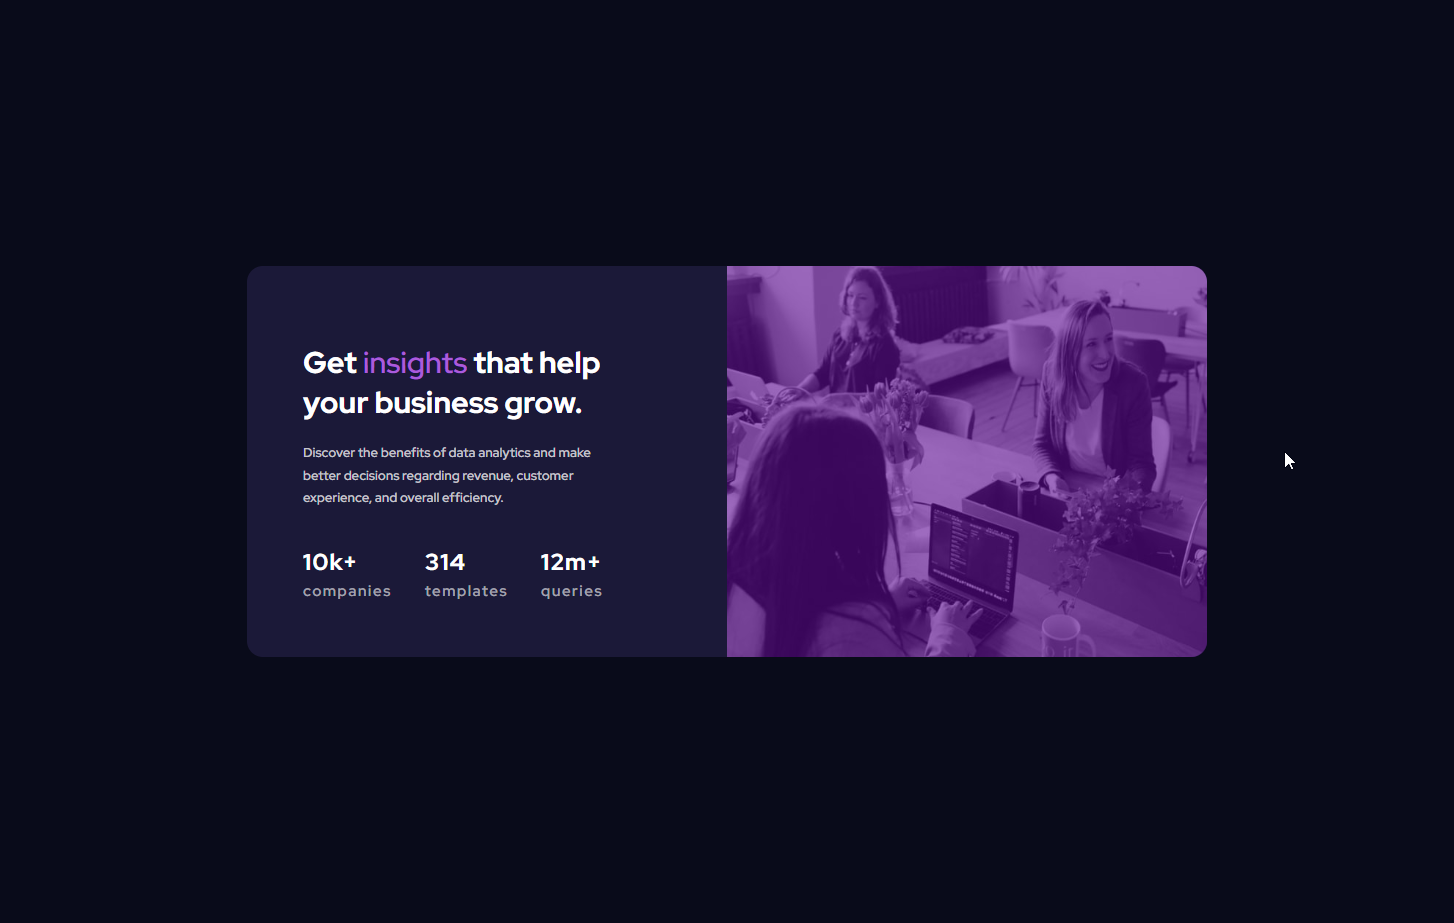 Get insights that help
your business grow.
Discover the benefits of data analytics and make
better decisions regarding revenue, customer
experience, and overall efficiency.
10k+ 314 12m+
companies templates queries